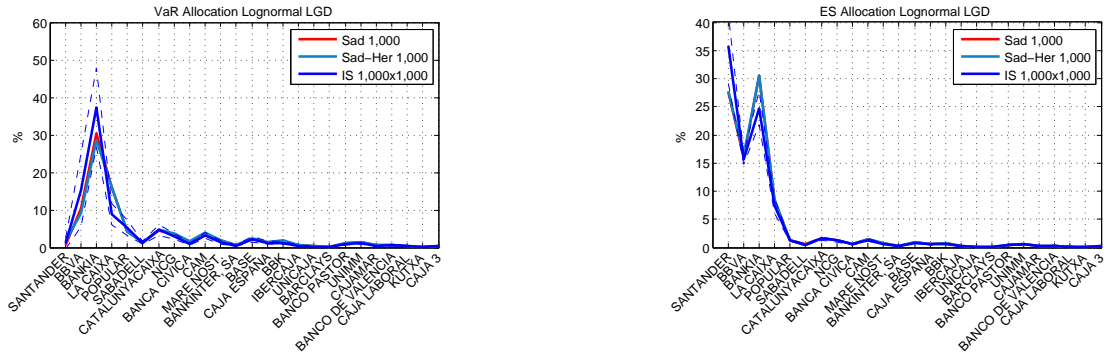 VaR Allocation Lognormal LGD
60
50
40
30
20
10
0
%
Sad 1,000
Sad−Her 1,000
IS 1,000x1,000
SANTANDER
BBVA
BANKIA
LA CAIXA
POPULAR
SABADELL
CATALUNYACAIXA
NCG
BANCA CIVICA
CAM
MARE NOST.
BANKINTER, SA
BASE
CAJA ESPAÑA
BBK
IBERCAJA
UNICAJA
BARCLAYS
BANCO PASTOR
UNIMM
CAJAMAR
BANCO DE VALENCIA
CAJA LABORAL
KUTXA
CAJA 3
ES Allocation Lognormal LGD
40
35
30
25
20
15
10
5
0
%
Sad 1,000
Sad−Her 1,000
IS 1,000x1,000
SANTANDER
BBVA
BANKIA
LA CAIXA
POPULAR
SABADELL
CATALUNYACAIXA
NCG
BANCA CIVICA
CAM
MARE NOST.
BANKINTER, SA
BASE
CAJA ESPAÑA
BBK
IBERCAJA
UNICAJA
BARCLAYS
BANCO PASTOR
UNIMM
CAJAMAR
BANCO DE VALENCIA
CAJA LABORAL
KUTXA
CAJA 3